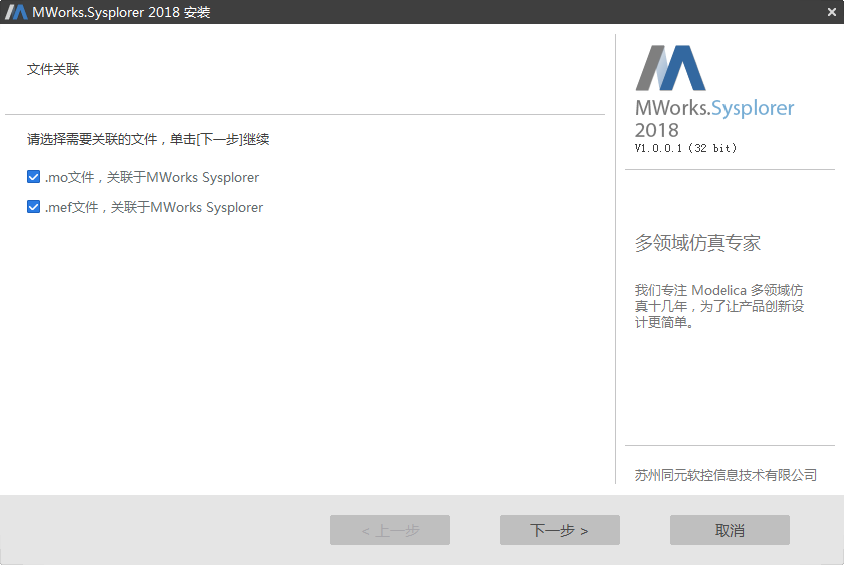 MWorks.Sysplorer 2018 安装
文件关联
请选择需要关联的文件，单击[下一步]继续
.mo文件，关联于MWorks Sysplorer
.mef文件，关联于MWorks Sysplorer
MWorks.Sysplorer
2018
V1.0.0.1 (32 bit)
多领域仿真专家
我们专注 Modelica 多领域仿
真十几年，为了让产品创新设
计更简单。
苏州同元软控信息技术有限公司
< 上一步
下一步 >
取消